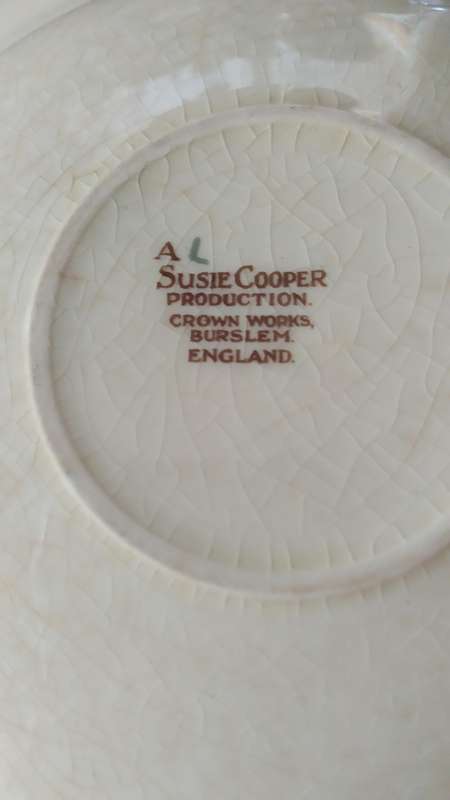 A L
SUSIE COOPER
PRODUCTION.
CROWN WORKS,
BURSLEM.
ENGLAND.